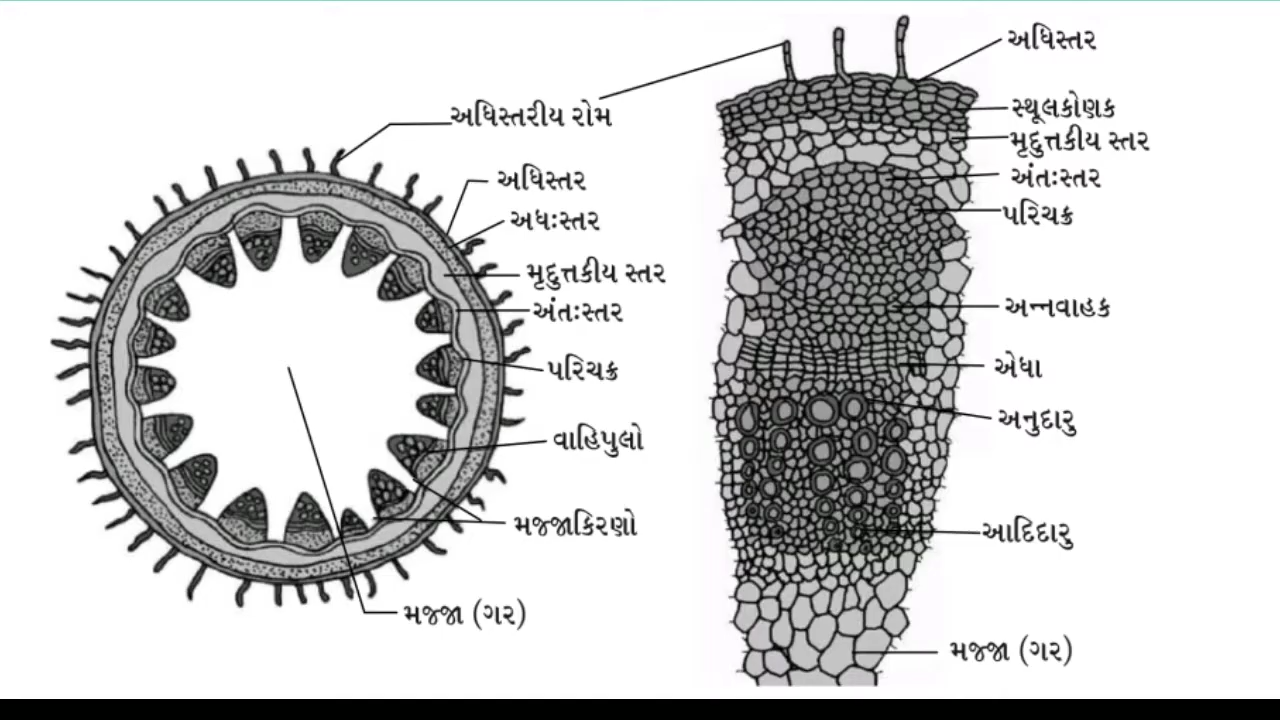 અધિસ્તરીય રોમ
અધિસ્તર
અધઃસ્તર
મૃદુત્તકીય સ્તર
અંતઃસ્તર
પરિચક્ર
વાહિપુલો
મજ્જાકિરણો
મજ્જા (ગર)
અધિસ્તર
સ્થૂલકોણક
મૃદુત્તકીય સ્તર
અંતઃસ્તર
પરિચક્ર
અન્નવાહક
એધા
અનુદારુ
આદિદારુ
મજ્જા (ગર)